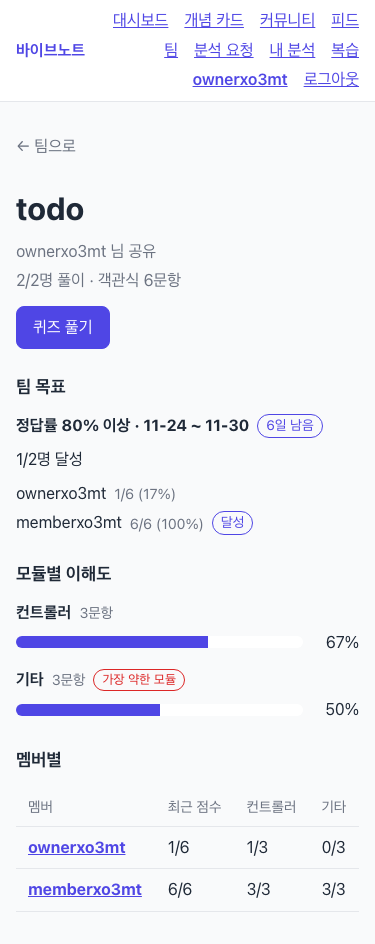 대시보드 개념 카드 커뮤니티 피드
바이브노트 팀 분석 요청 내 분석 복습
ownerxo3mt 로그아웃
← 팀으로
todo
ownerxo3mt 님 공유
2/2명 풀이 · 객관식 6문항
퀴즈 풀기
팀 목표
정답률 80% 이상 · 11-24 ~ 11-30 6일 남음
1/2명 달성
ownerxo3mt 1/6 (17%)
memberxo3mt 6/6 (100%) 달성
모듈별 이해도
컨트롤러 3문항
67%
기타 3문항 가장 약한 모듈
50%
멤버별
멤버 최근 점수 컨트롤러 기타
ownerxo3mt 1/6 1/3 0/3
memberxo3mt 6/6 3/3 3/3